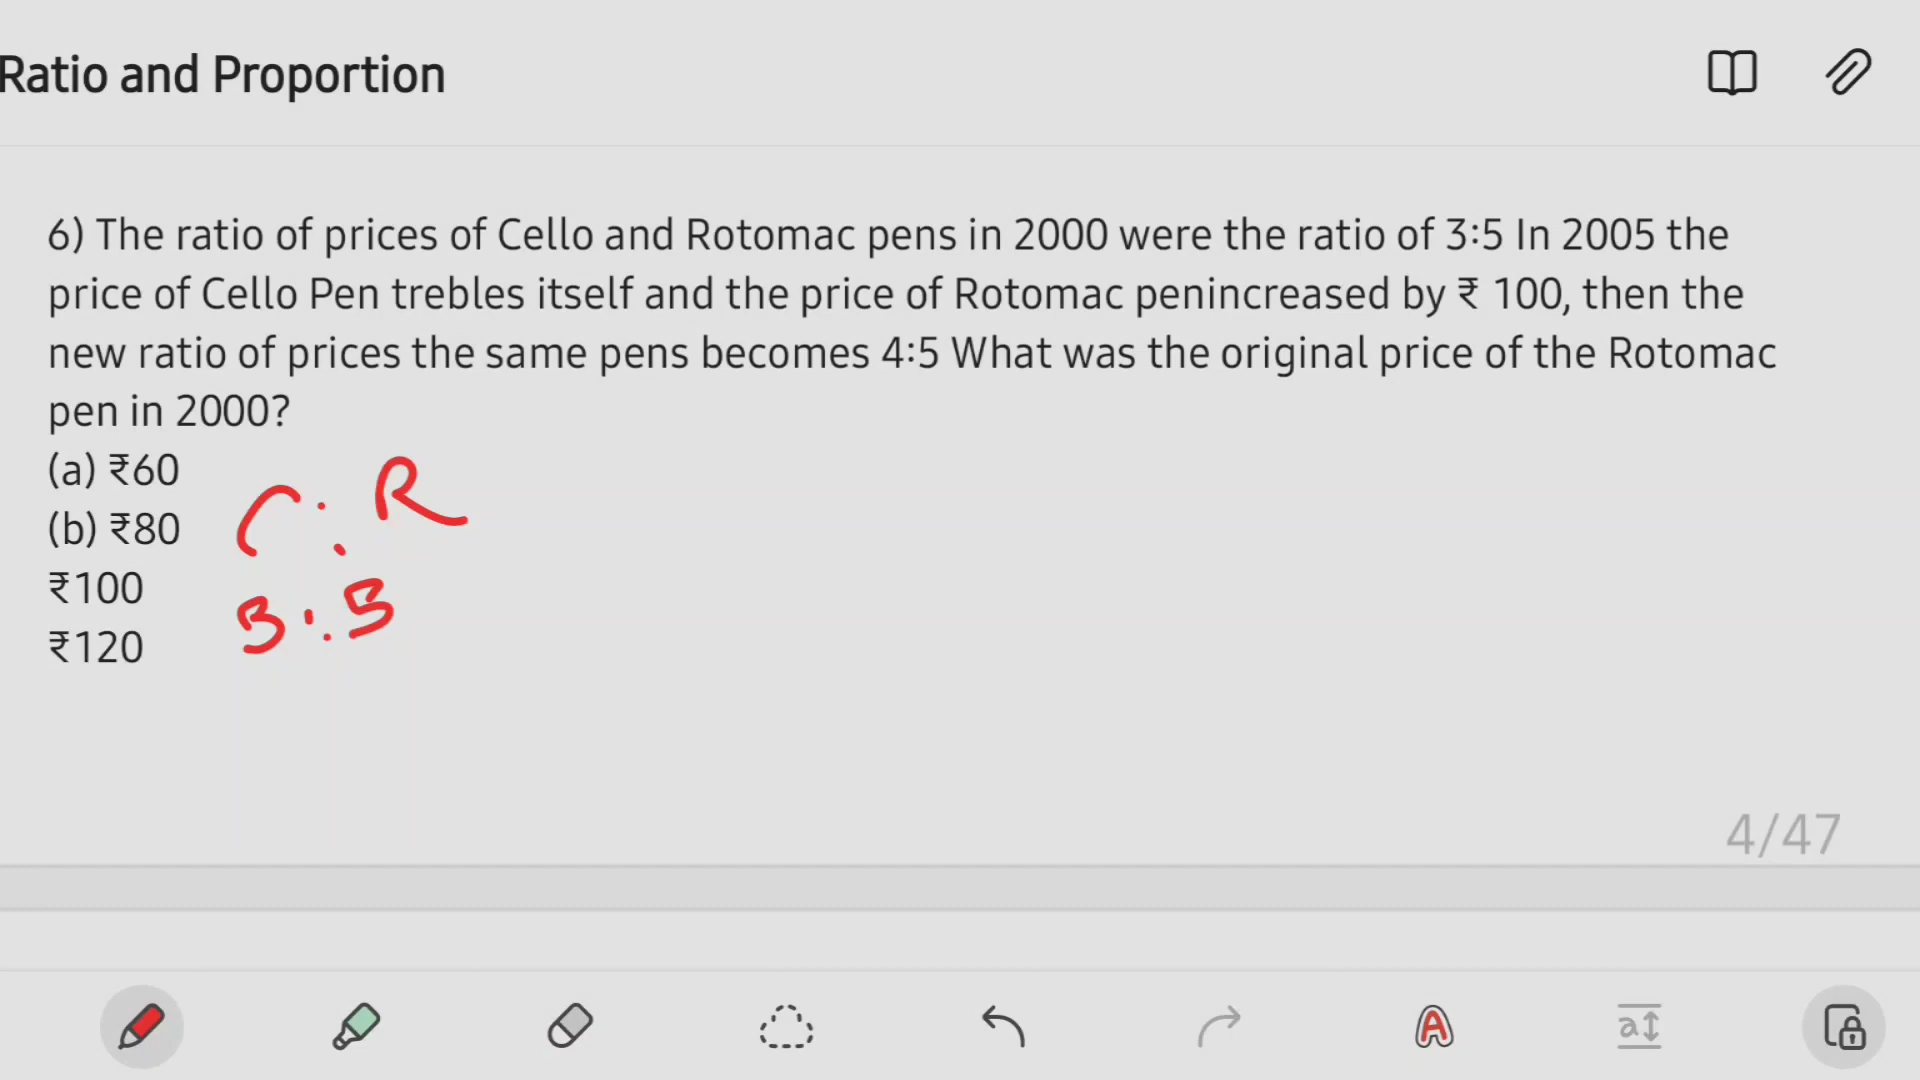 Ratio and Proportion
6) The ratio of prices of Cello and Rotomac pens in 2000 were the ratio of 3:5 In 2005 the
price of Cello Pen trebles itself and the price of Rotomac penincreased by ₹ 100, then the
new ratio of prices the same pens becomes 4:5 What was the original price of the Rotomac
pen in 2000?
(a) ₹60
(b) ₹80
₹100
₹120
C : R
3 : 5
4/47
A
a